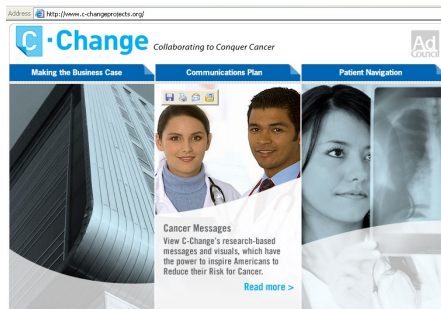 Address http://www.c-changeprojects.org/
C·Change Collaborating to Conquer Cancer
Ad Council
Making the Business Case Communications Plan Patient Navigation
Cancer Messages
View C-Change's research-based
messages and visuals, which have
the power to inspire Americans to
Reduce their Risk for Cancer.
Read more >